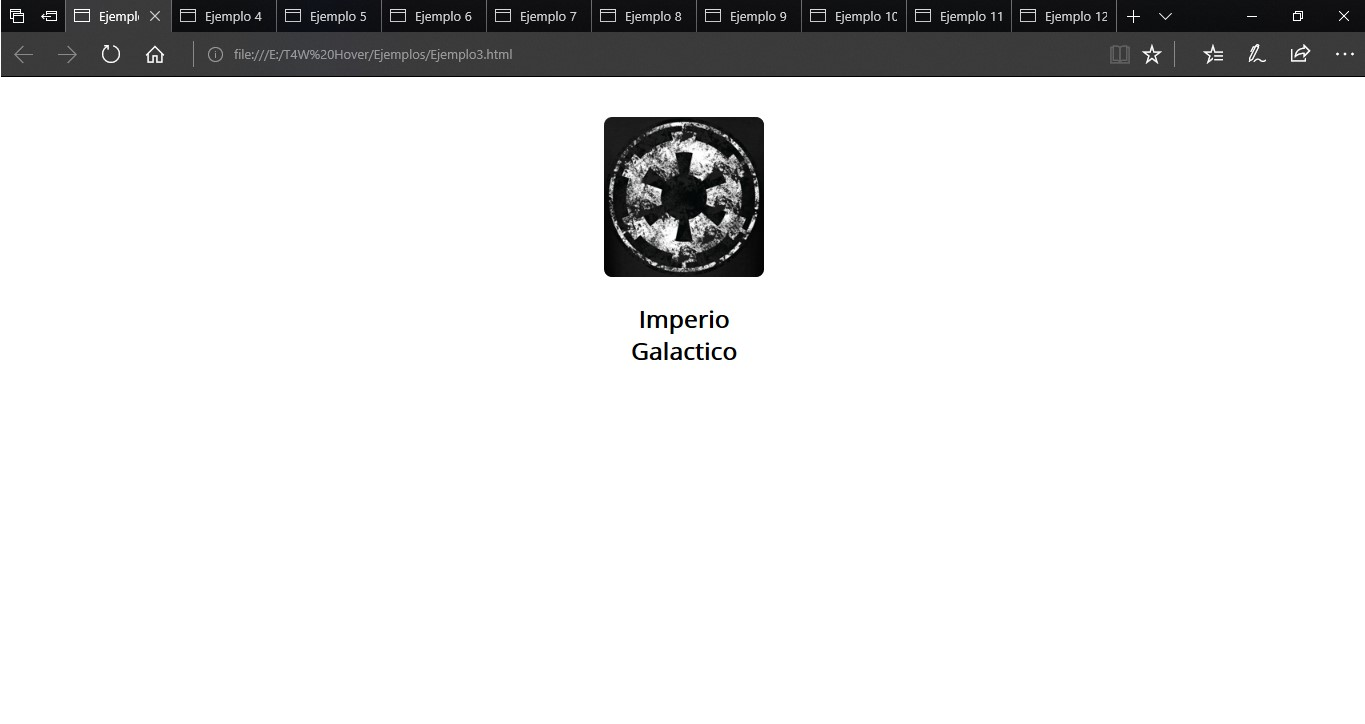 Ejempl
Ejemplo 4
Ejemplo 5
Ejemplo 6
Ejemplo 7
Ejemplo 8
Ejemplo 9
Ejemplo 10
Ejemplo 11
Ejemplo 12
file:///E:/T4W%20Hover/Ejemplos/Ejemplo3.html
Imperio
Galactico